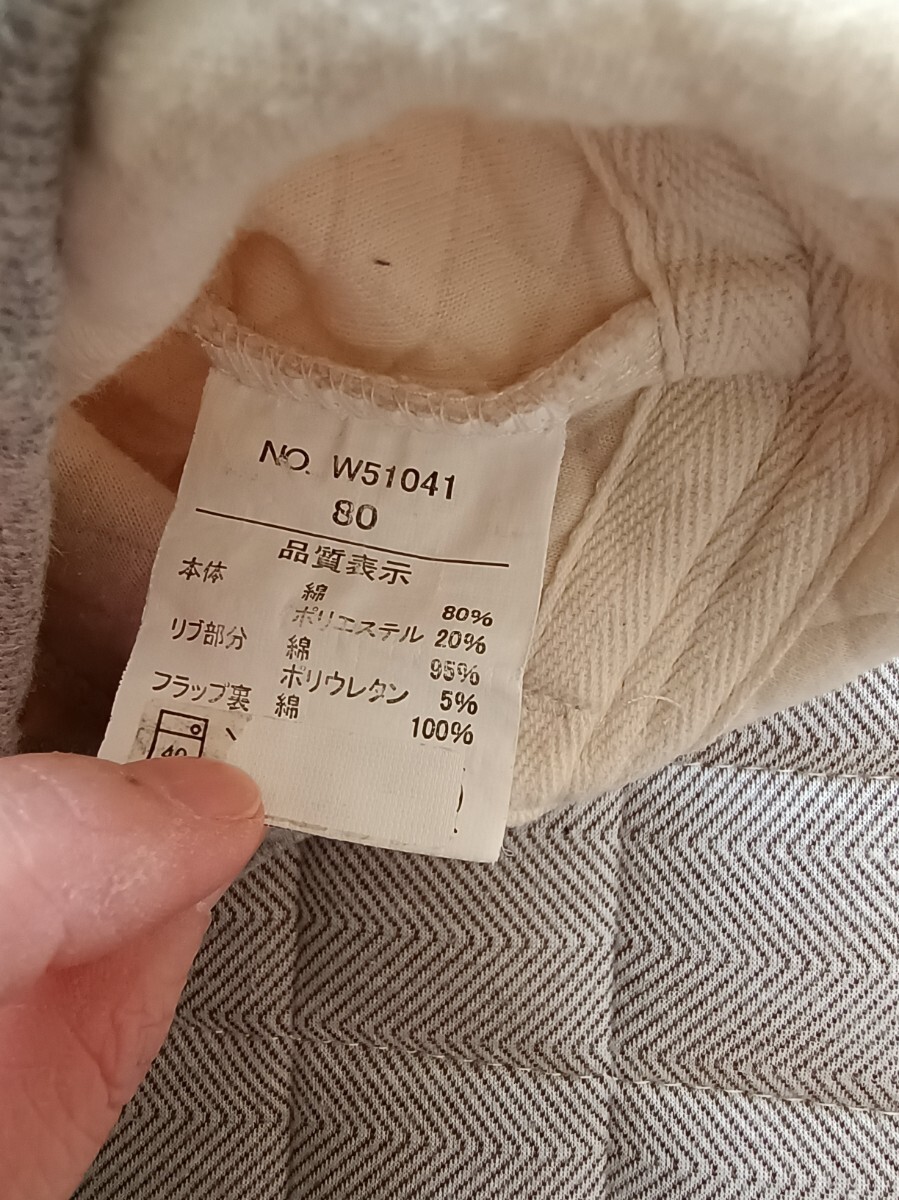 NO. W51041
80
品質表示
本体 綿 80%
ポリエステル 20%
リブ部分 綿 95%
ポリウレタン 5%
フラップ裏 綿 100%
40